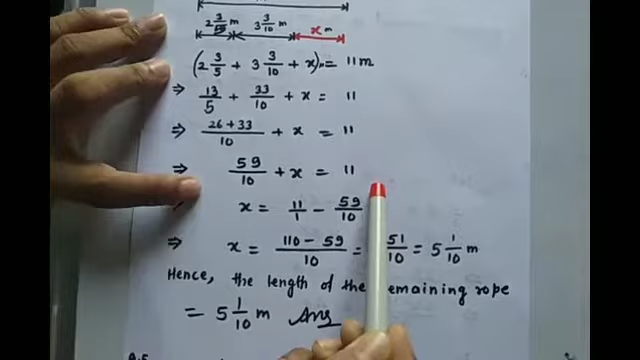 2 3/5 m 3 3/10 m x m
(2 3/5 + 3 3/10 + x) = 11 m
⇒ 13/5 + 33/10 + x = 11
⇒ 26 + 33/10 + x = 11
⇒ 59/10 + x = 11
x = 11/1 - 59/10
⇒ x = 110 - 59/10 = 51/10 = 5 1/10 m
Hence, the length of the remaining rope
= 5 1/10 m Ans